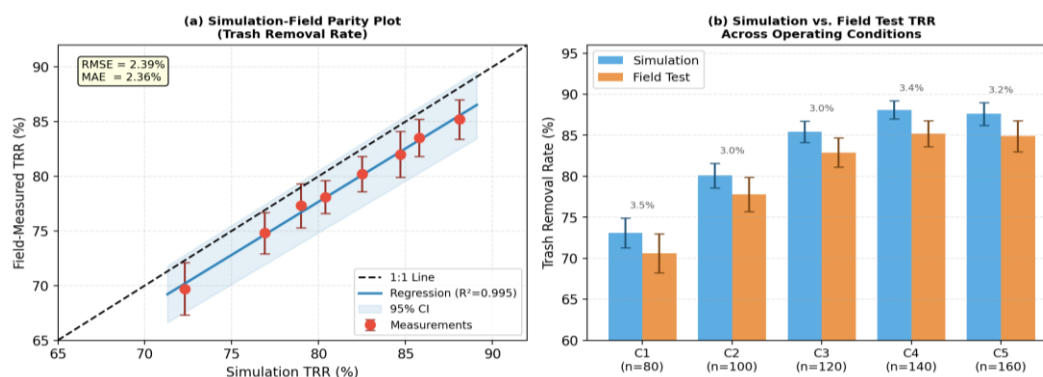 (a) Simulation-Field Parity Plot
(Trash Removal Rate)
RMSE = 2.39%
MAE = 2.36%
Field-Measured TRR (%)
90
85
80
75
70
65
65 70 75 80 85 90
Simulation TRR (%)
1:1 Line
Regression (R²=0.995)
95% CI
Measurements
(b) Simulation vs. Field Test TRR
Across Operating Conditions
Simulation
Field Test
Trash Removal Rate (%)
95
90
85
80
75
70
65
60
3.5% 3.0% 3.0% 3.4% 3.2%
C1 C2 C3 C4 C5
(n=80) (n=100) (n=120) (n=140) (n=160)